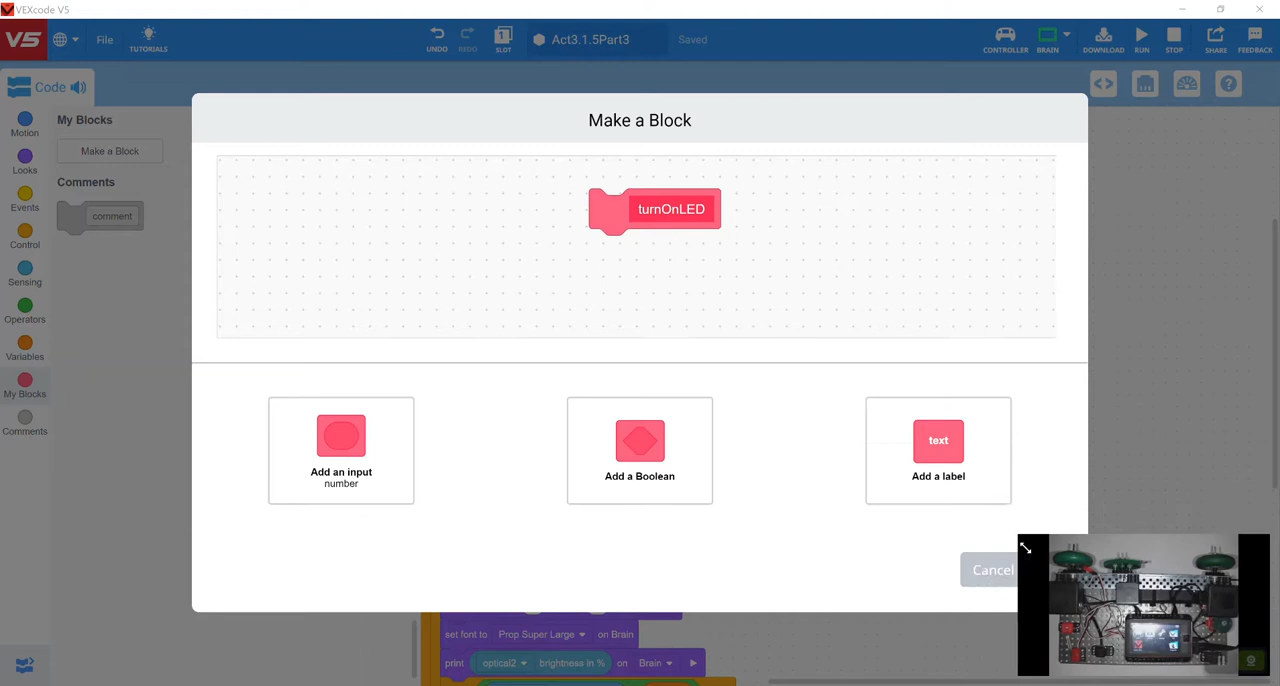 VEXcode V5
V5
File
TUTORIALS
UNDO
REDO
1
SLOT
Act3.1.5Part3
Saved
CONTROLLER
BRAIN
DOWNLOAD
RUN
STOP
SHARE
FEEDBACK
Code
Motion
Looks
Events
Control
Sensing
Operators
Variables
My Blocks
Comments
My Blocks
Make a Block
Comments
comment
Make a Block
turnOnLED
Add an input
number
Add a Boolean
text
Add a label
Cancel
set font to Prop Super Large on Brain
print optical2 brightness in % on Brain